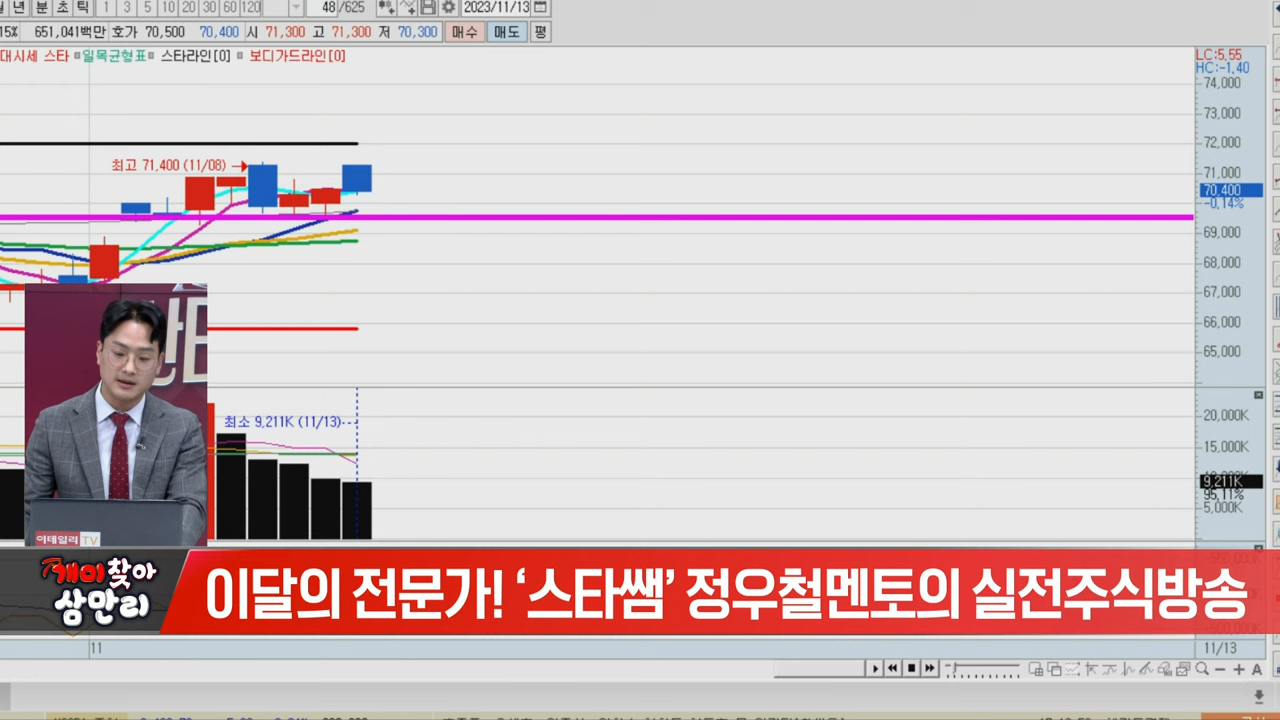 년 분 초 틱 1 3 5 10 20 30 60 120 48 /625 2023/11/13
15% 651,041백만 호가 70,500 70,400 시 71,300 고 71,300 저 70,300 매수 매도 평
대시세 스타 일목균형표 스타라인[0] 보디가드라인[0]
LC:5,55
HC:-1,40
74,000
73,000
72,000
최고 71,400 (11/08)
71,000
70,400
-0,14%
69,000
68,000
67,000
66,000
65,000
최소 9,211K (11/13)
20,000K
15,000K
9,211K
95,11%
5,000K
이데일리 TV
개미찾아
삼만리
이달의 전문가! ‘스타쌤’ 정우철멘토의 실전주식방송
11
11/13
A